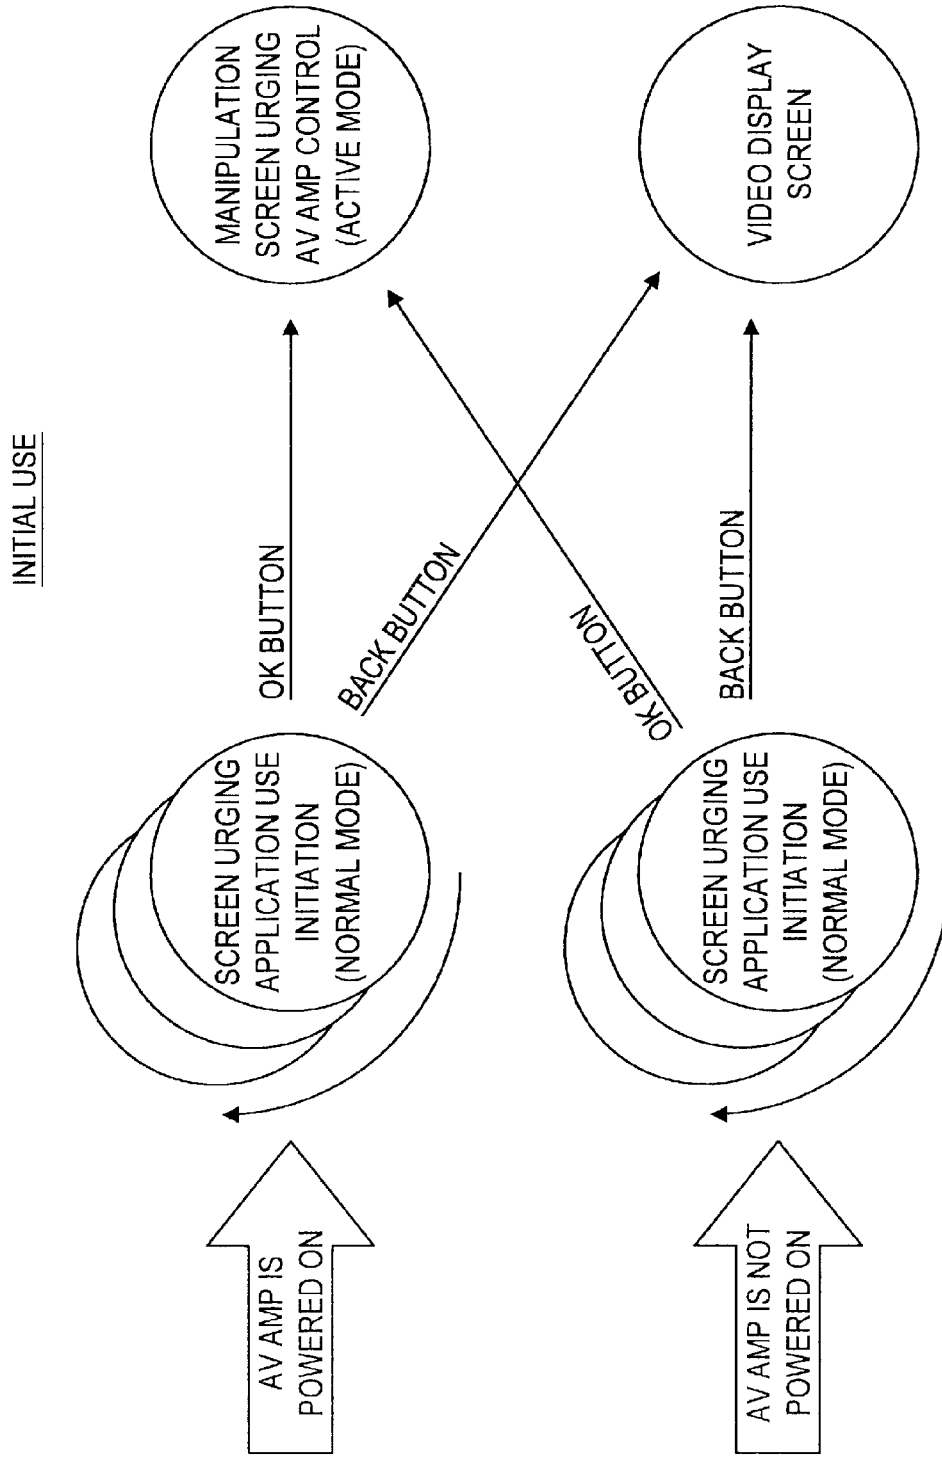 INITIAL USE
AV AMP IS
POWERED ON
SCREEN URGING
APPLICATION USE
INITIATION
(NORMAL MODE)
OK BUTTON
BACK BUTTON
MANIPULATION
SCREEN URGING
AV AMP CONTROL
(ACTIVE MODE)
AV AMP IS NOT
POWERED ON
SCREEN URGING
APPLICATION USE
INITIATION
(NORMAL MODE)
OK BUTTON
BACK BUTTON
VIDEO DISPLAY
SCREEN